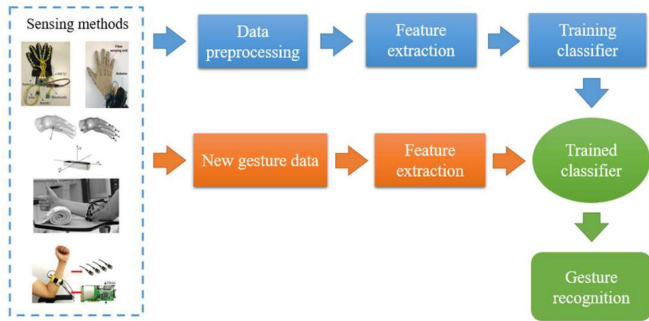 Sensing methods
Data
preprocessing
Feature
extraction
Training
classifier
New gesture data
Feature
extraction
Trained
classifier
Gesture
recognition